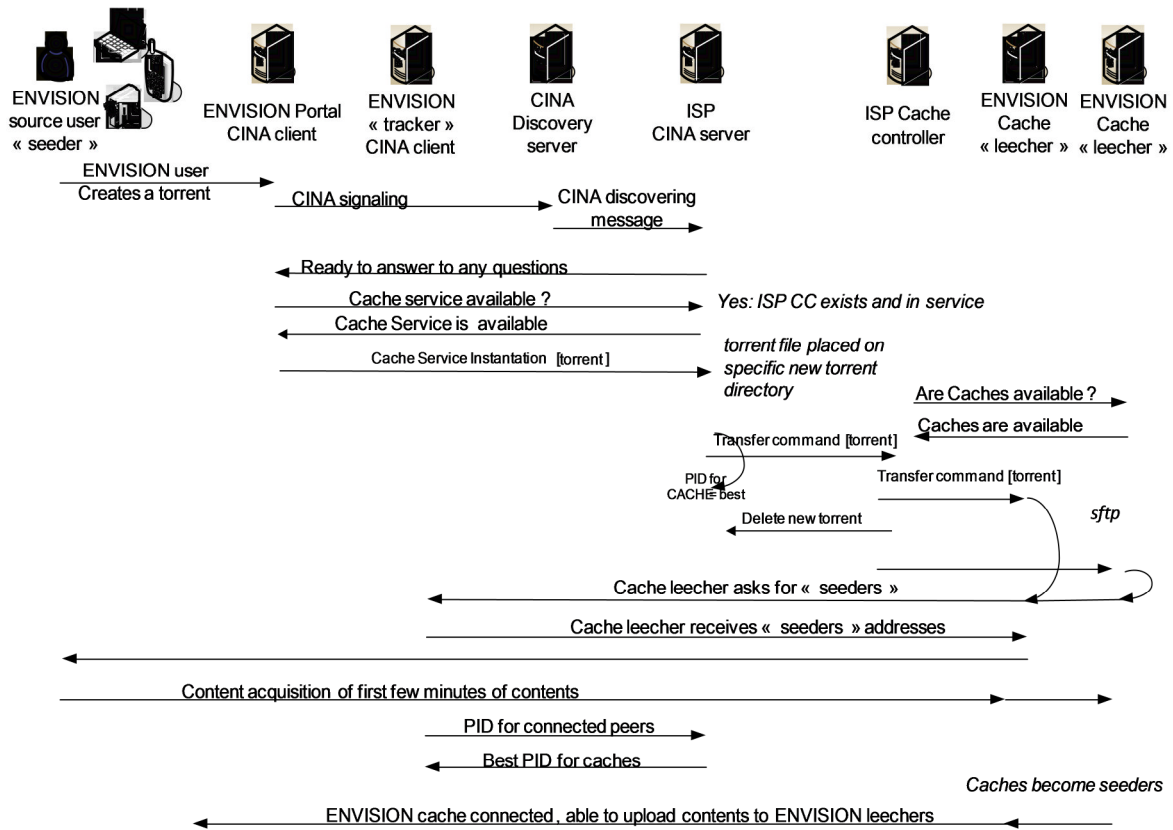 ENVISION
source user
« seeder »
ENVISION Portal
CINA client
ENVISION
« tracker »
CINA client
CINA
Discovery
server
ISP
CINA server
ISP Cache
controller
ENVISION
Cache
« leecher »
ENVISION
Cache
« leecher »
ENVISION user
Creates a torrent
CINA signaling
CINA discovering
message
Ready to answer to any questions
Cache service available ?
Yes: ISP CC exists and in service
Cache Service is available
Cache Service Instantation [torrent]
torrent file placed on
specific new torrent
directory
Are Caches available ?
Caches are available
Transfer command [torrent]
PID for
CACHE= best
Transfer command [torrent]
Delete new torrent
sftp
Cache leecher asks for « seeders »
Cache leecher receives « seeders » addresses
Content acquisition of first few minutes of contents
PID for connected peers
Best PID for caches
Caches become seeders
ENVISION cache connected, able to upload contents to ENVISION leechers